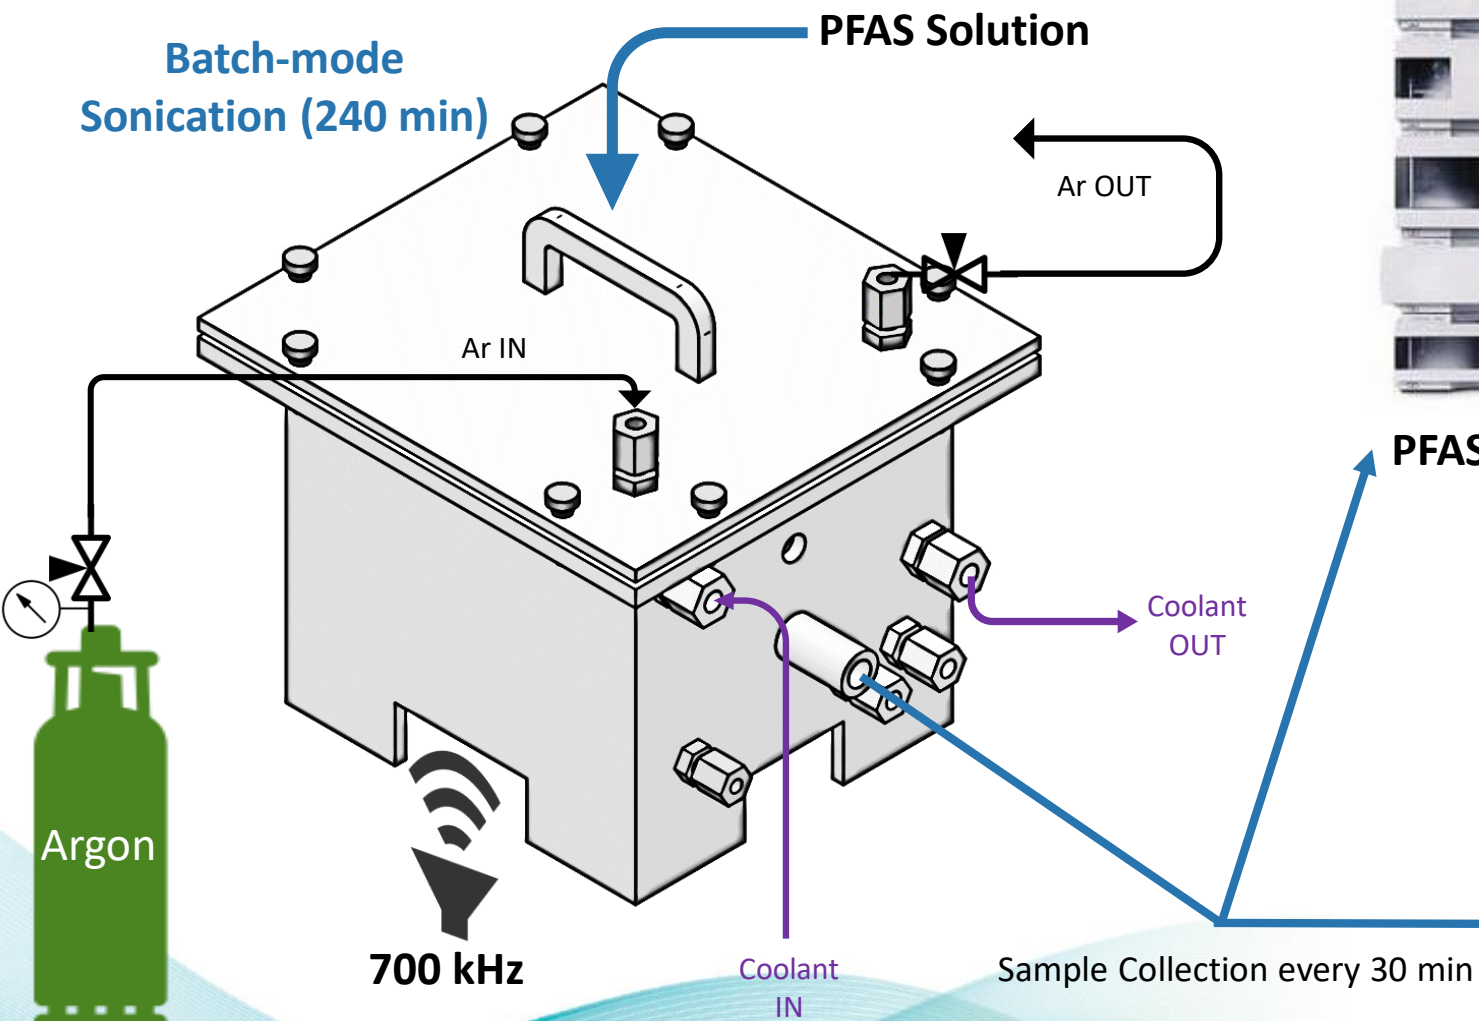 PFAS Solution
Batch-mode
Sonication (240 min)
Ar OUT
Ar IN
PFAS
Coolant
OUT
Argon
700 kHz
Coolant
IN
Sample Collection every 30 min